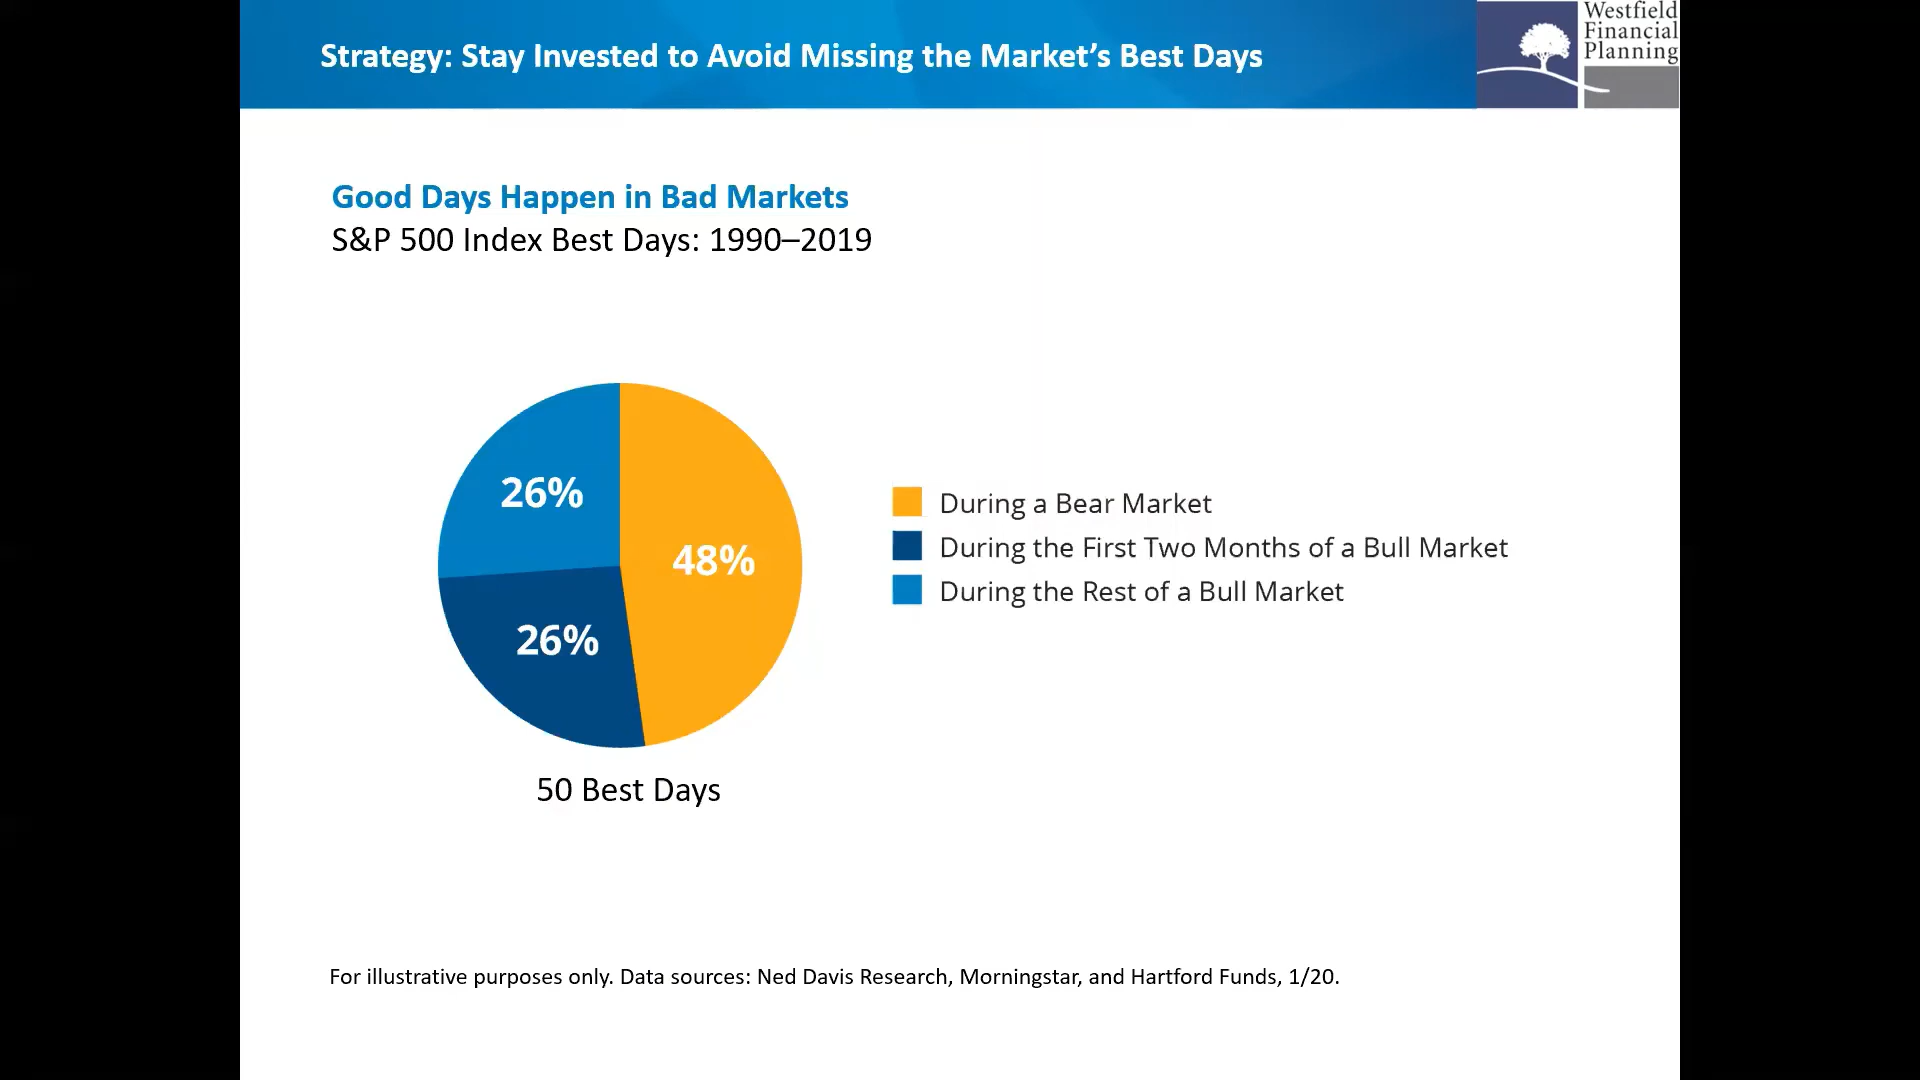 Strategy: Stay Invested to Avoid Missing the Market’s Best Days
Westfield
Financial
Planning
Good Days Happen in Bad Markets
S&P 500 Index Best Days: 1990–2019
26%
48%
26%
During a Bear Market
During the First Two Months of a Bull Market
During the Rest of a Bull Market
50 Best Days
For illustrative purposes only. Data sources: Ned Davis Research, Morningstar, and Hartford Funds, 1/20.